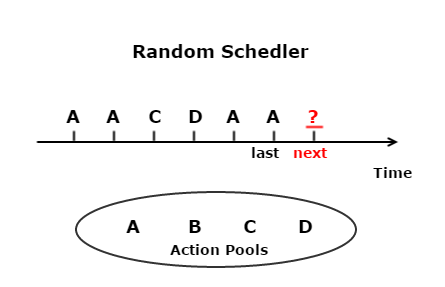 Random Schedler
A A C D A A ?
last next
Time
A B C D
Action Pools